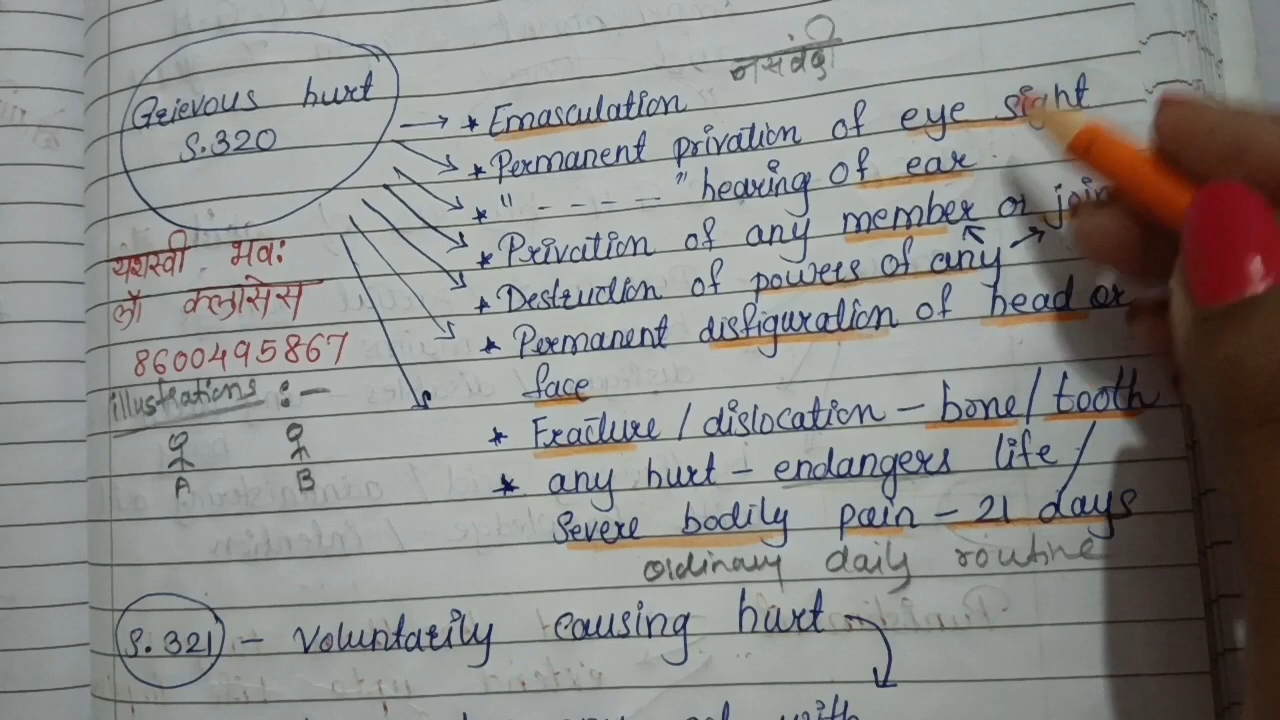 नसबंदी
Grievous hurt
S.320
→ * Emasculation
* Permanent privation of eye sight
* " - - - - - " hearing of ear.
* Privation of any member or join
* Destruction of powers of any
* Permanent disfiguration of head or
face
* Fracture / dislocation - bone / tooth
* any hurt - endangers life /
Severe bodily pain - 21 days
ordinary daily routine
यशस्वी भवः
लॉ क्लासेस
8600495867
illustrations :-
A B
S.321 - Voluntarily causing hurt
with